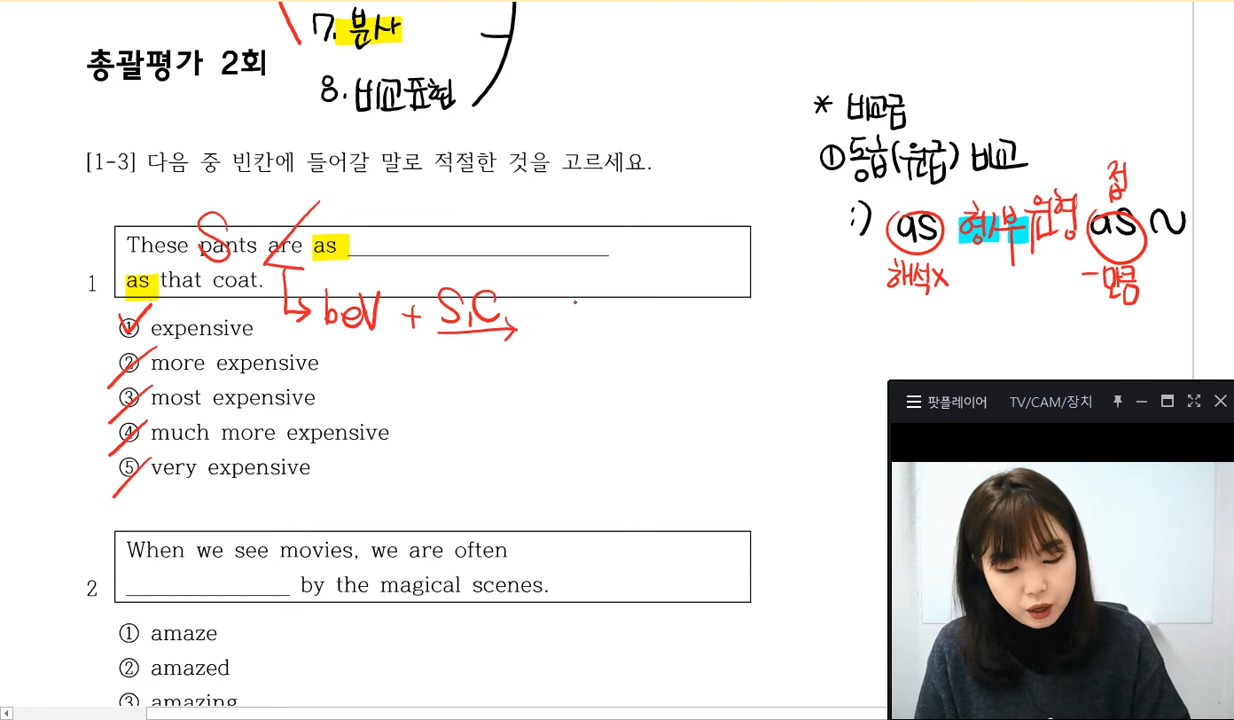 7. 분사
총괄평가 2회
8. 비교표현
* 비교급
① 동급(원급) 비교
[1-3] 다음 중 빈칸에 들어갈 말로 적절한 것을 고르세요.
접
:) as 형/부 원형 as ~
해석x
-만큼
S
These pants are as
1
as that coat.
beV + S.C.
① expensive
② more expensive
③ most expensive
④ much more expensive
⑤ very expensive
팟플레이어 TV/CAM/장치
When we see movies, we are often
2
by the magical scenes.
① amaze
② amazed
③ amazing